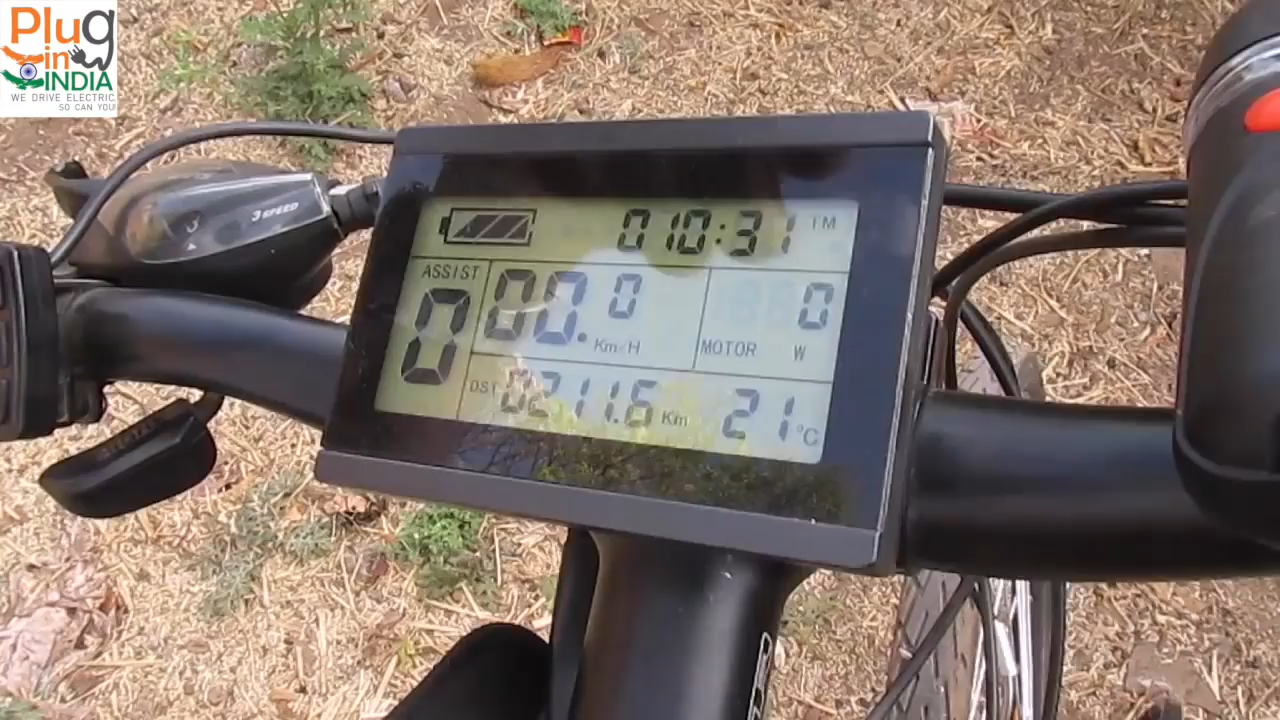 Plug
in
INDIA
WE DRIVE ELECTRIC
SO CAN YOU
3
3 SPEED
010:31 TM
ASSIST
0
00.0
Km/H
0
MOTOR W
DST 0211.6 Km
21 °C